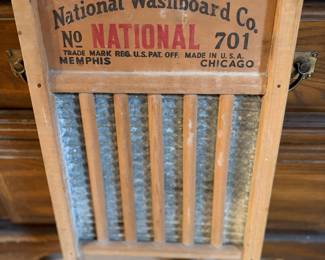 National Washboard Co.
No NATIONAL 701
TRADE MARK REG. U.S. PAT. OFF. MADE IN U.S.A.
MEMPHIS CHICAGO